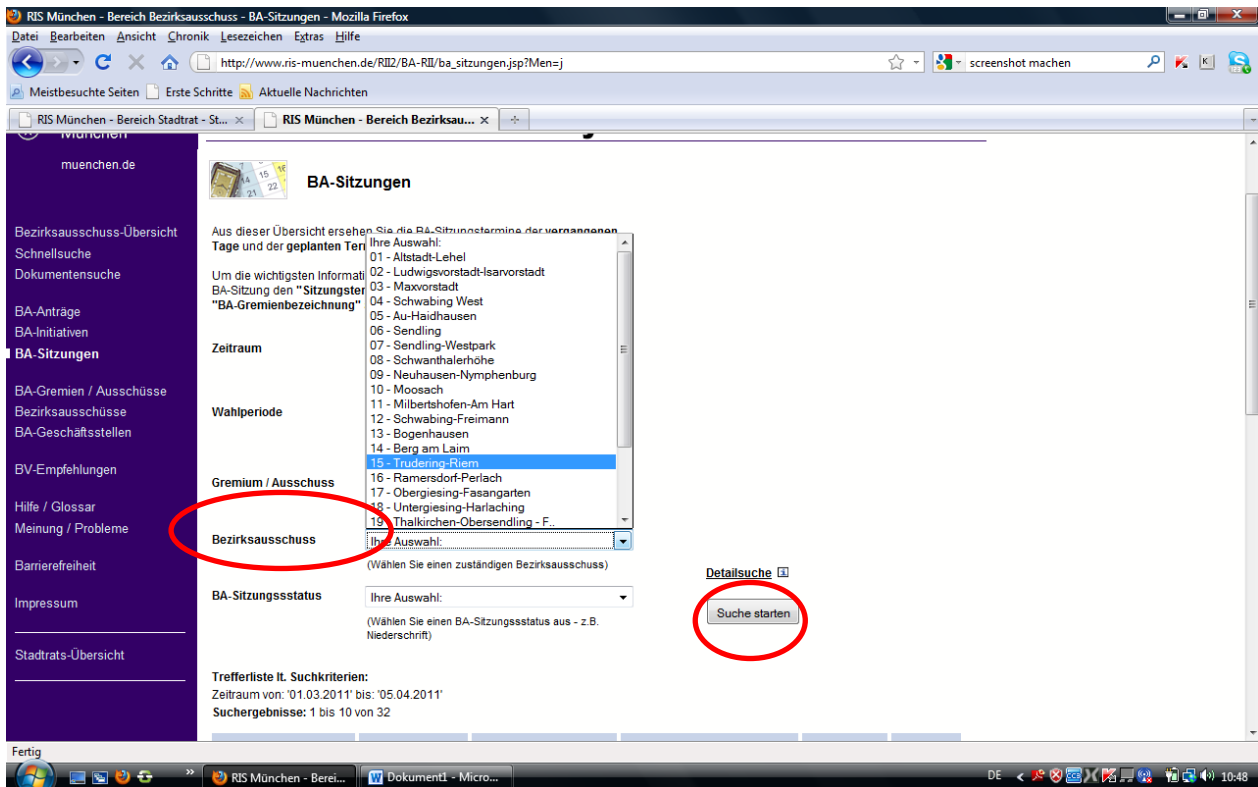 RIS München - Bereich Bezirksausschuss - BA-Sitzungen - Mozilla Firefox
Datei Bearbeiten Ansicht Chronik Lesezeichen Extras Hilfe
http://www.ris-muenchen.de/RII2/BA-RII/ba_sitzungen.jsp?Men=j
screenshot machen
Meistbesuchte Seiten Erste Schritte Aktuelle Nachrichten
RIS München - Bereich Stadtrat - St...
RIS München - Bereich Bezirksau...
München
muenchen.de
Bezirksausschuss-Übersicht
Schnellsuche
Dokumentensuche
BA-Anträge
BA-Initiativen
BA-Sitzungen
BA-Gremien / Ausschüsse
Bezirksausschüsse
BA-Geschäftsstellen
BV-Empfehlungen
Hilfe / Glossar
Meinung / Probleme
Barrierefreiheit
Impressum
Stadtrats-Übersicht
BA-Sitzungen
Aus dieser Übersicht ersehen Sie die BA-Sitzungstermine der vergangenen
Tage und der geplanten Ter
Um die wichtigsten Informati
BA-Sitzung den "Sitzungster
"BA-Gremienbezeichnung"
Zeitraum
Wahlperiode
Gremium / Ausschuss
Ihre Auswahl:
01 - Altstadt-Lehel
02 - Ludwigsvorstadt-Isarvorstadt
03 - Maxvorstadt
04 - Schwabing West
05 - Au-Haidhausen
06 - Sendling
07 - Sendling-Westpark
08 - Schwanthalerhöhe
09 - Neuhausen-Nymphenburg
10 - Moosach
11 - Milbertshofen-Am Hart
12 - Schwabing-Freimann
13 - Bogenhausen
14 - Berg am Laim
15 - Trudering-Riem
16 - Ramersdorf-Perlach
17 - Obergiesing-Fasangarten
18 - Untergiesing-Harlaching
19 - Thalkirchen-Obersendling - F..
Bezirksausschuss
Ihre Auswahl:
(Wählen Sie einen zuständigen Bezirksausschuss)
BA-Sitzungssstatus
Ihre Auswahl:
(Wählen Sie einen BA-Sitzungssstatus aus - z.B.
Niederschrift)
Detailsuche
Suche starten
Trefferliste lt. Suchkriterien:
Zeitraum von: '01.03.2011' bis: '05.04.2011'
Suchergebnisse: 1 bis 10 von 32
Fertig
RIS München - Berei...
Dokument1 - Micro...
DE
10:48